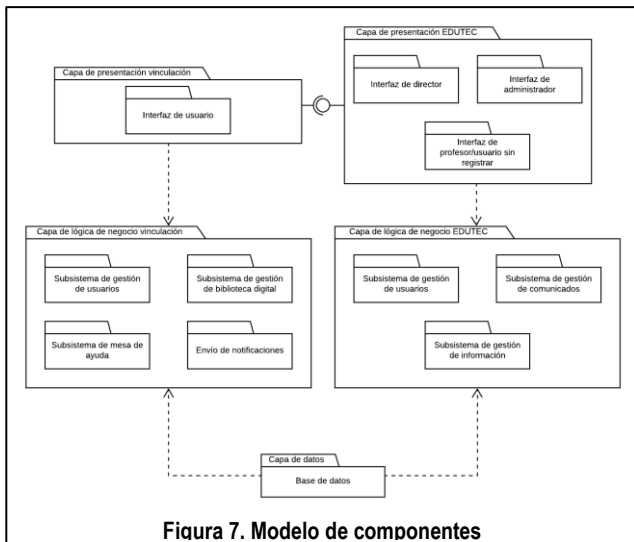 Capa de presentación EDUTEC
Interfaz de director
Interfaz de
administrador
Interfaz de
profesor/usuario sin
registrar
Capa de presentación vinculación
Interfaz de usuario
Capa de lógica de negocio vinculación
Subsistema de gestión
de usuarios
Subsistema de gestión
de biblioteca digital
Subsistema de mesa de
ayuda
Envío de notificaciones
Capa de lógica de negocio EDUTEC
Subsistema de gestión
de usuarios
Subsistema de gestión
de comunicados
Subsistema de gestión
de información
Capa de datos
Base de datos
Figura 7. Modelo de componentes